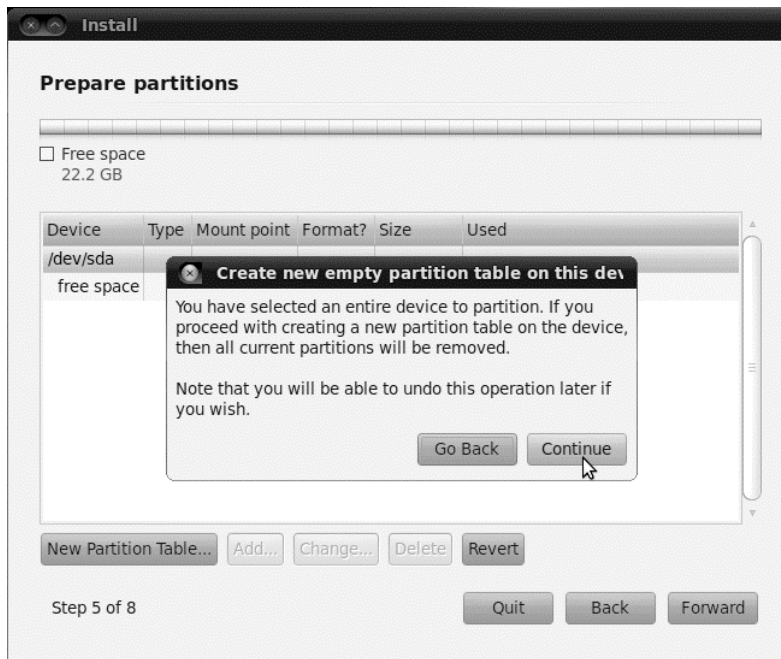 Install
Prepare partitions
Free space
22.2 GB
Device Type Mount point Format? Size Used
/dev/sda
free space
Create new empty partition table on this dev
You have selected an entire device to partition. If you
proceed with creating a new partition table on the device,
then all current partitions will be removed.
Note that you will be able to undo this operation later if
you wish.
Go Back Continue
New Partition Table... Add... Change... Delete Revert
Step 5 of 8 Quit Back Forward